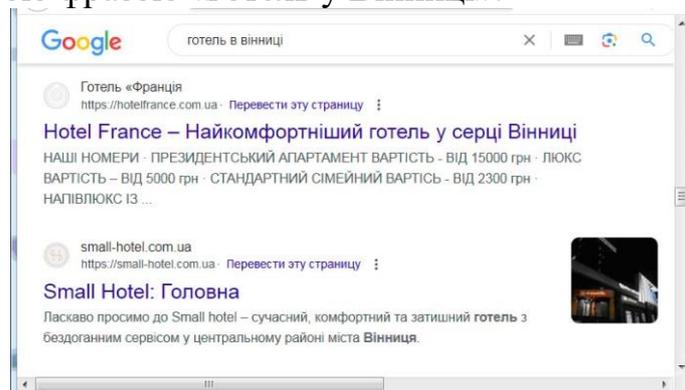 Google
готель в вінниці
Готель «Франція
https://hotelfrance.com.ua · Перевести эту страницу
Hotel France – Найкомфортніший готель у серці Вінниці
НАШІ НОМЕРИ · ПРЕЗИДЕНТСЬКИЙ АПАРТАМЕНТ ВАРТІСТЬ - ВІД 15000 грн · ЛЮКС
ВАРТІСТЬ – ВІД 5000 грн · СТАНДАРТНИЙ СІМЕЙНИЙ ВАРТІСЬ - ВІД 2300 грн ·
НАПІВЛЮКС ІЗ ...
small-hotel.com.ua
https://small-hotel.com.ua · Перевести эту страницу
Small Hotel: Головна
Ласкаво просимо до Small hotel – сучасний, комфортний та затишний готель з
бездоганним сервісом у центральному районі міста Вінниця.